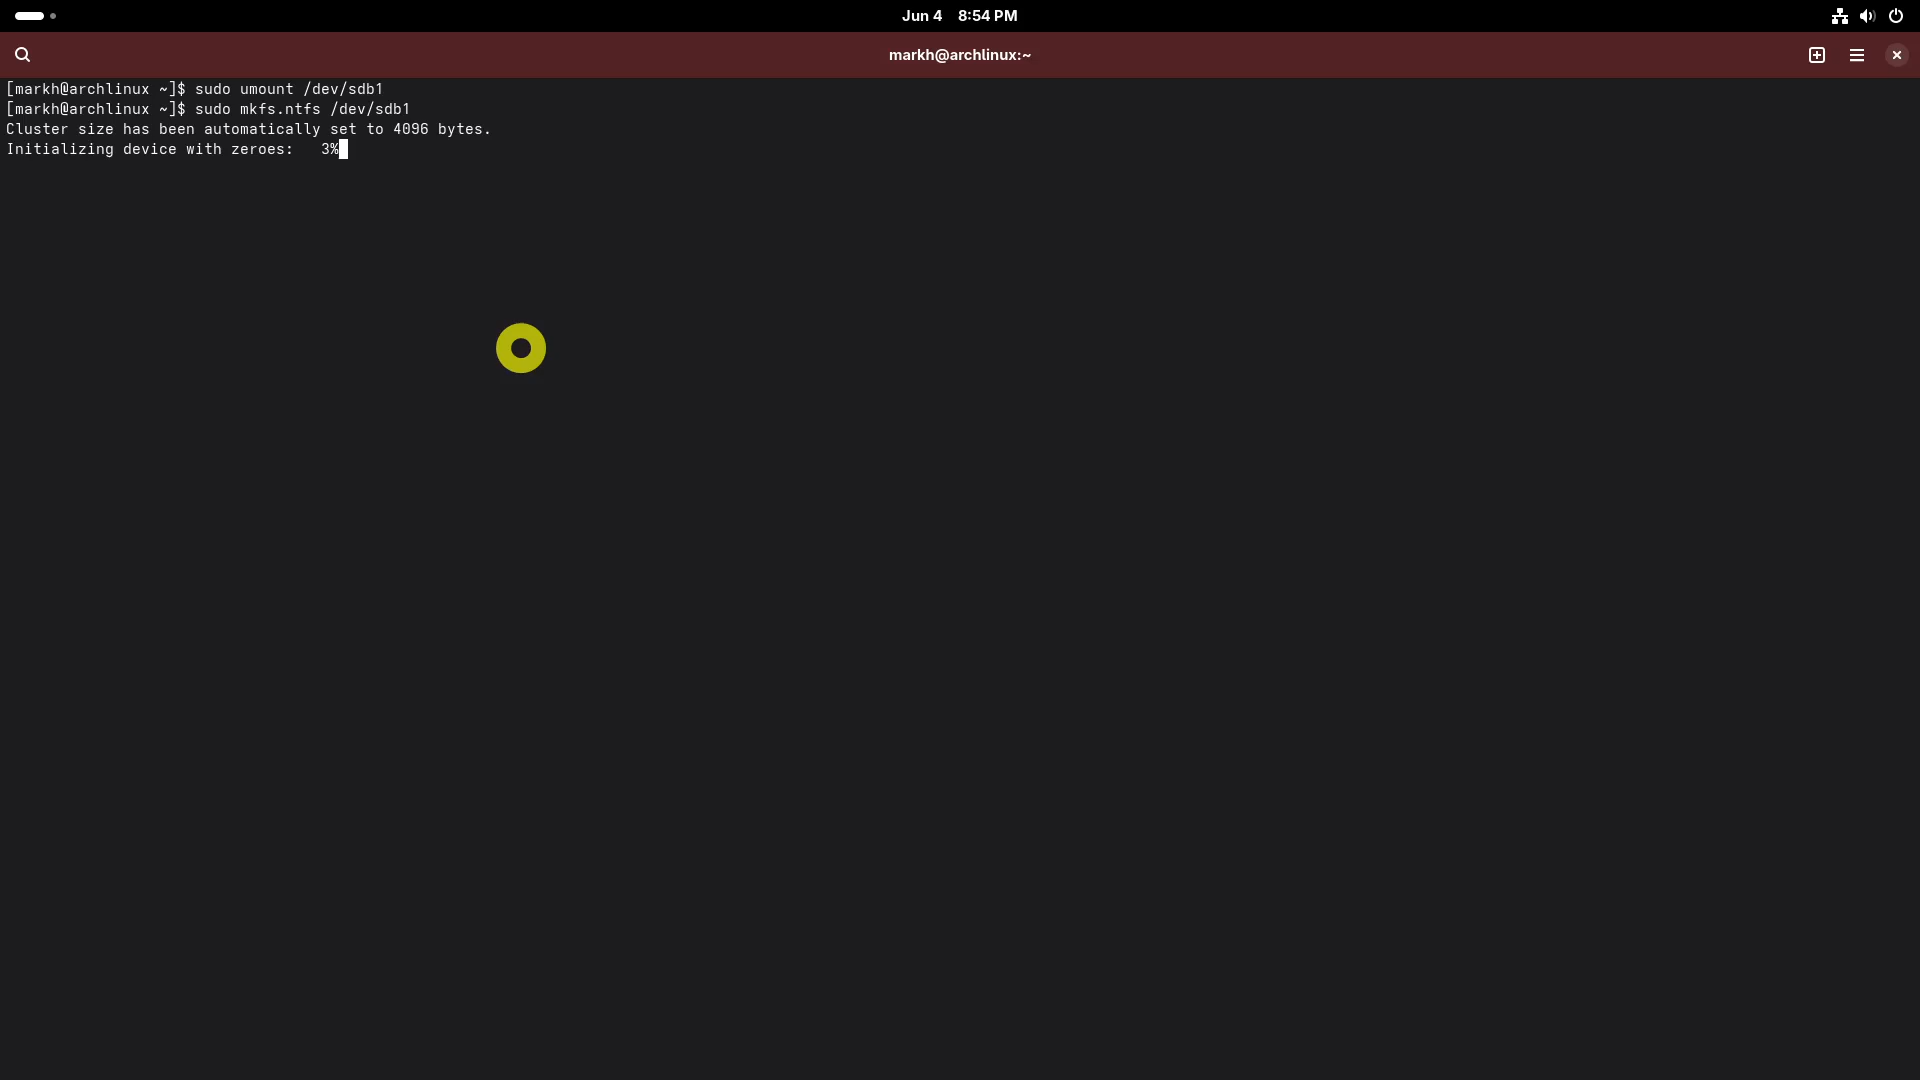 Jun 4 8:54 PM
markh@archlinux:~
[markh@archlinux ~]$ sudo umount /dev/sdb1
[markh@archlinux ~]$ sudo mkfs.ntfs /dev/sdb1
Cluster size has been automatically set to 4096 bytes.
Initializing device with zeroes:   3%